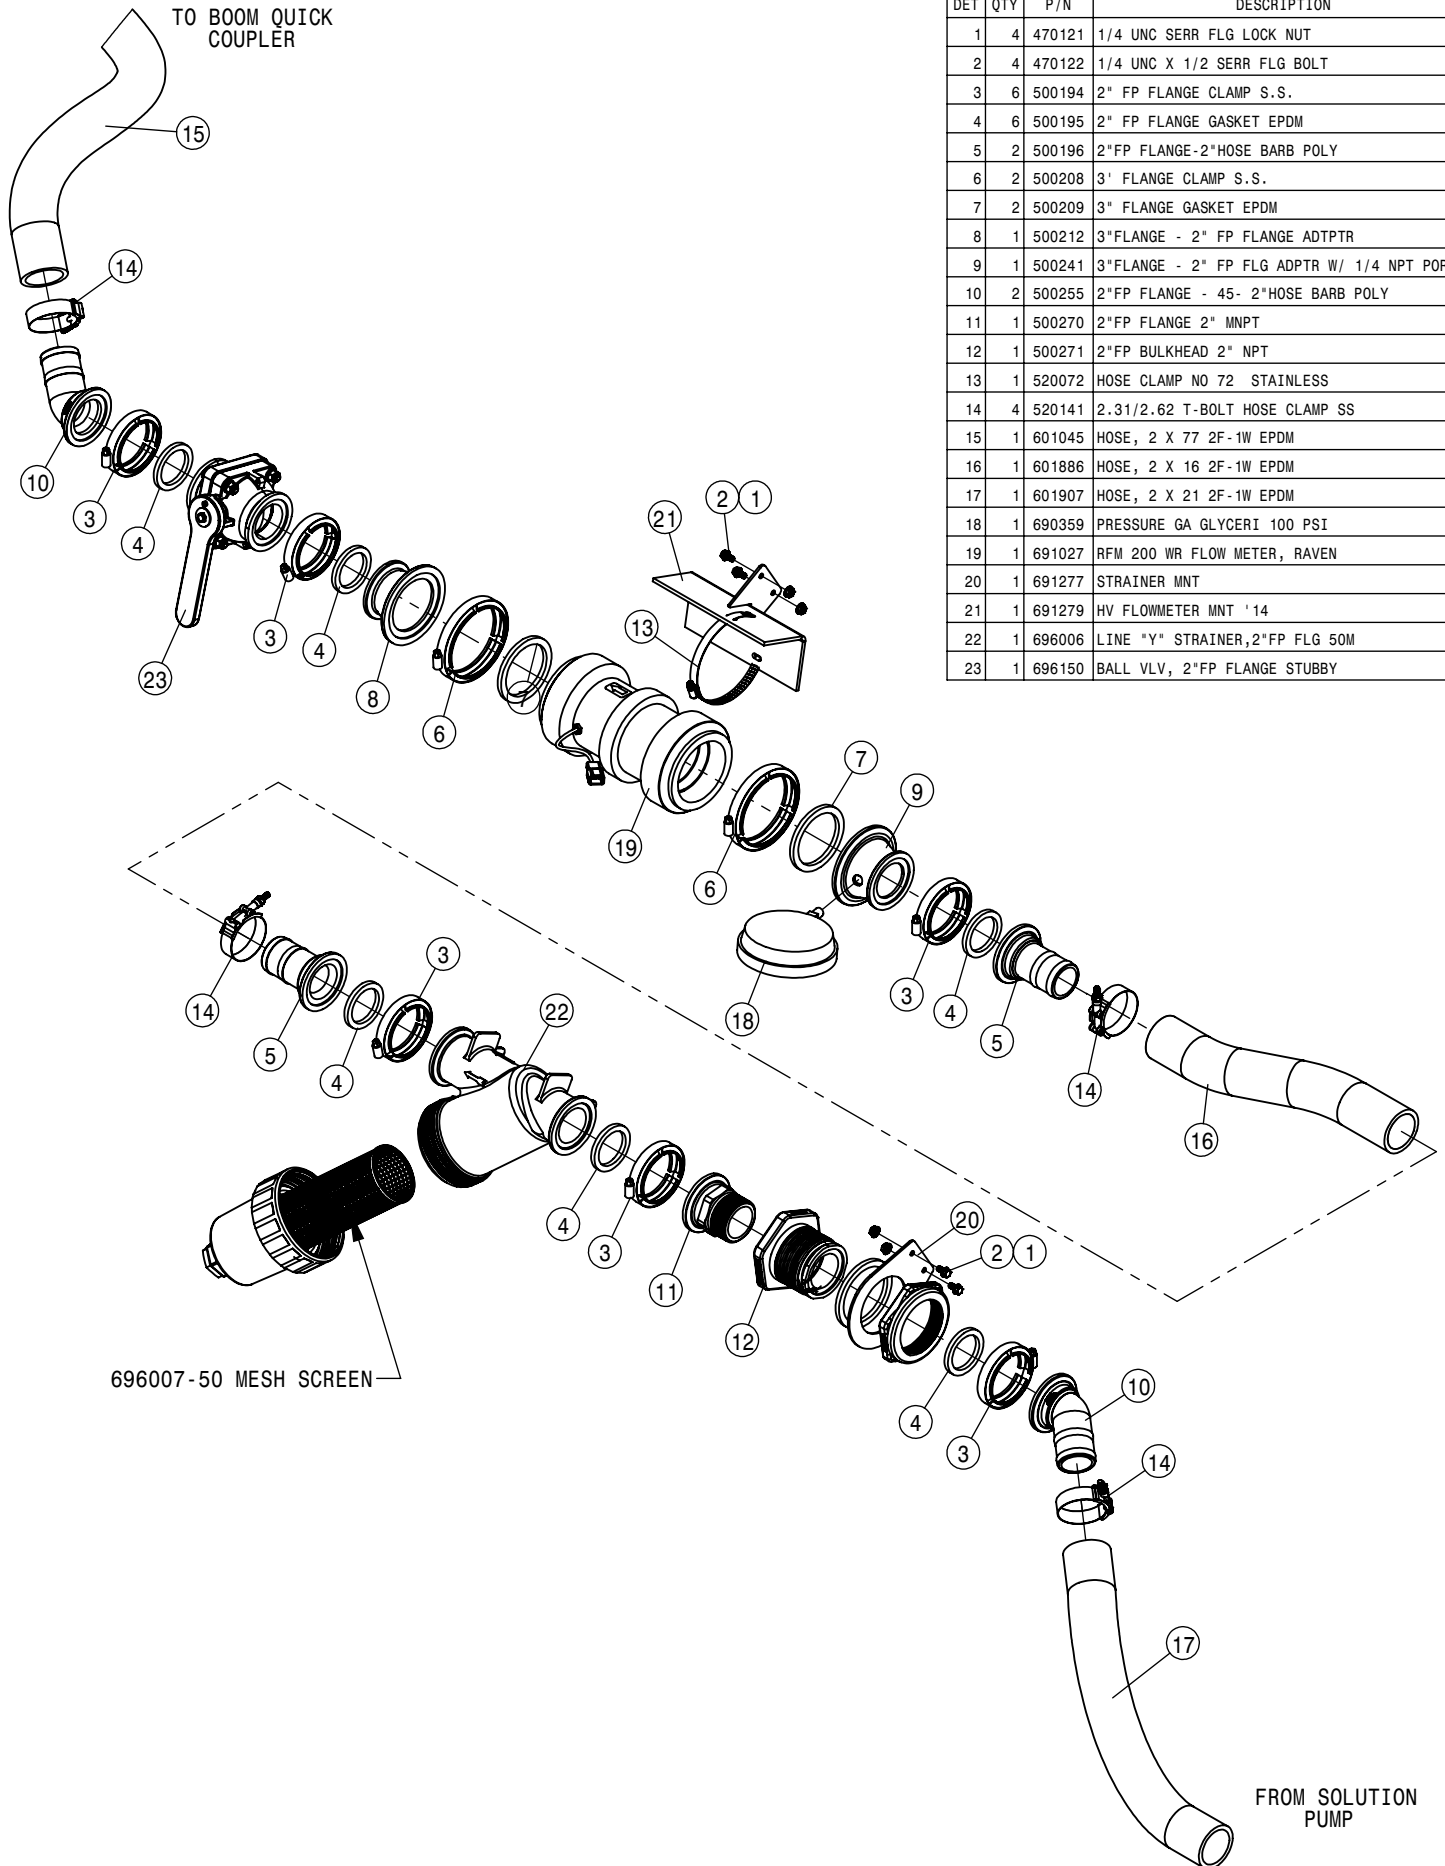 TO BOOM QUICK
COUPLER
DET QTY P/N DESCRIPTION
1 4 470121 1/4 UNC SERR FLG LOCK NUT
2 4 470122 1/4 UNC X 1/2 SERR FLG BOLT
3 6 500194 2" FP FLANGE CLAMP S.S.
4 6 500195 2" FP FLANGE GASKET EPDM
5 2 500196 2"FP FLANGE-2"HOSE BARB POLY
6 2 500208 3' FLANGE CLAMP S.S.
7 2 500209 3" FLANGE GASKET EPDM
8 1 500212 3"FLANGE - 2" FP FLANGE ADTPTR
9 1 500241 3"FLANGE - 2" FP FLG ADPTR W/ 1/4 NPT
10 2 500255 2"FP FLANGE - 45- 2"HOSE BARB POLY
11 1 500270 2"FP FLANGE 2" MNPT
12 1 500271 2"FP BULKHEAD 2" NPT
13 1 520072 HOSE CLAMP NO 72 STAINLESS
14 4 520141 2.31/2.62 T-BOLT HOSE CLAMP SS
15 1 601045 HOSE, 2 X 77 2F-1W EPDM
16 1 601886 HOSE, 2 X 16 2F-1W EPDM
17 1 601907 HOSE, 2 X 21 2F-1W EPDM
18 1 690359 PRESSURE GA GLYCERI 100 PSI
19 1 691027 RFM 200 WR FLOW METER, RAVEN
20 1 691277 STRAINER MNT
21 1 691279 HV FLOWMETER MNT '14
22 1 696006 LINE "Y" STRAINER,2"FP FLG 50M
23 1 696150 BALL VLV, 2"FP FLANGE STUBBY
15
14
10
3
4
23
3
4
8
6
7
21
2 1
13
19
6
7
9
18
3
4
5
14
16
14
5
4
3
22
4
3
11
12
20
2 1
4
3
10
14
17
696007-50 MESH SCREEN
FROM SOLUTION
PUMP